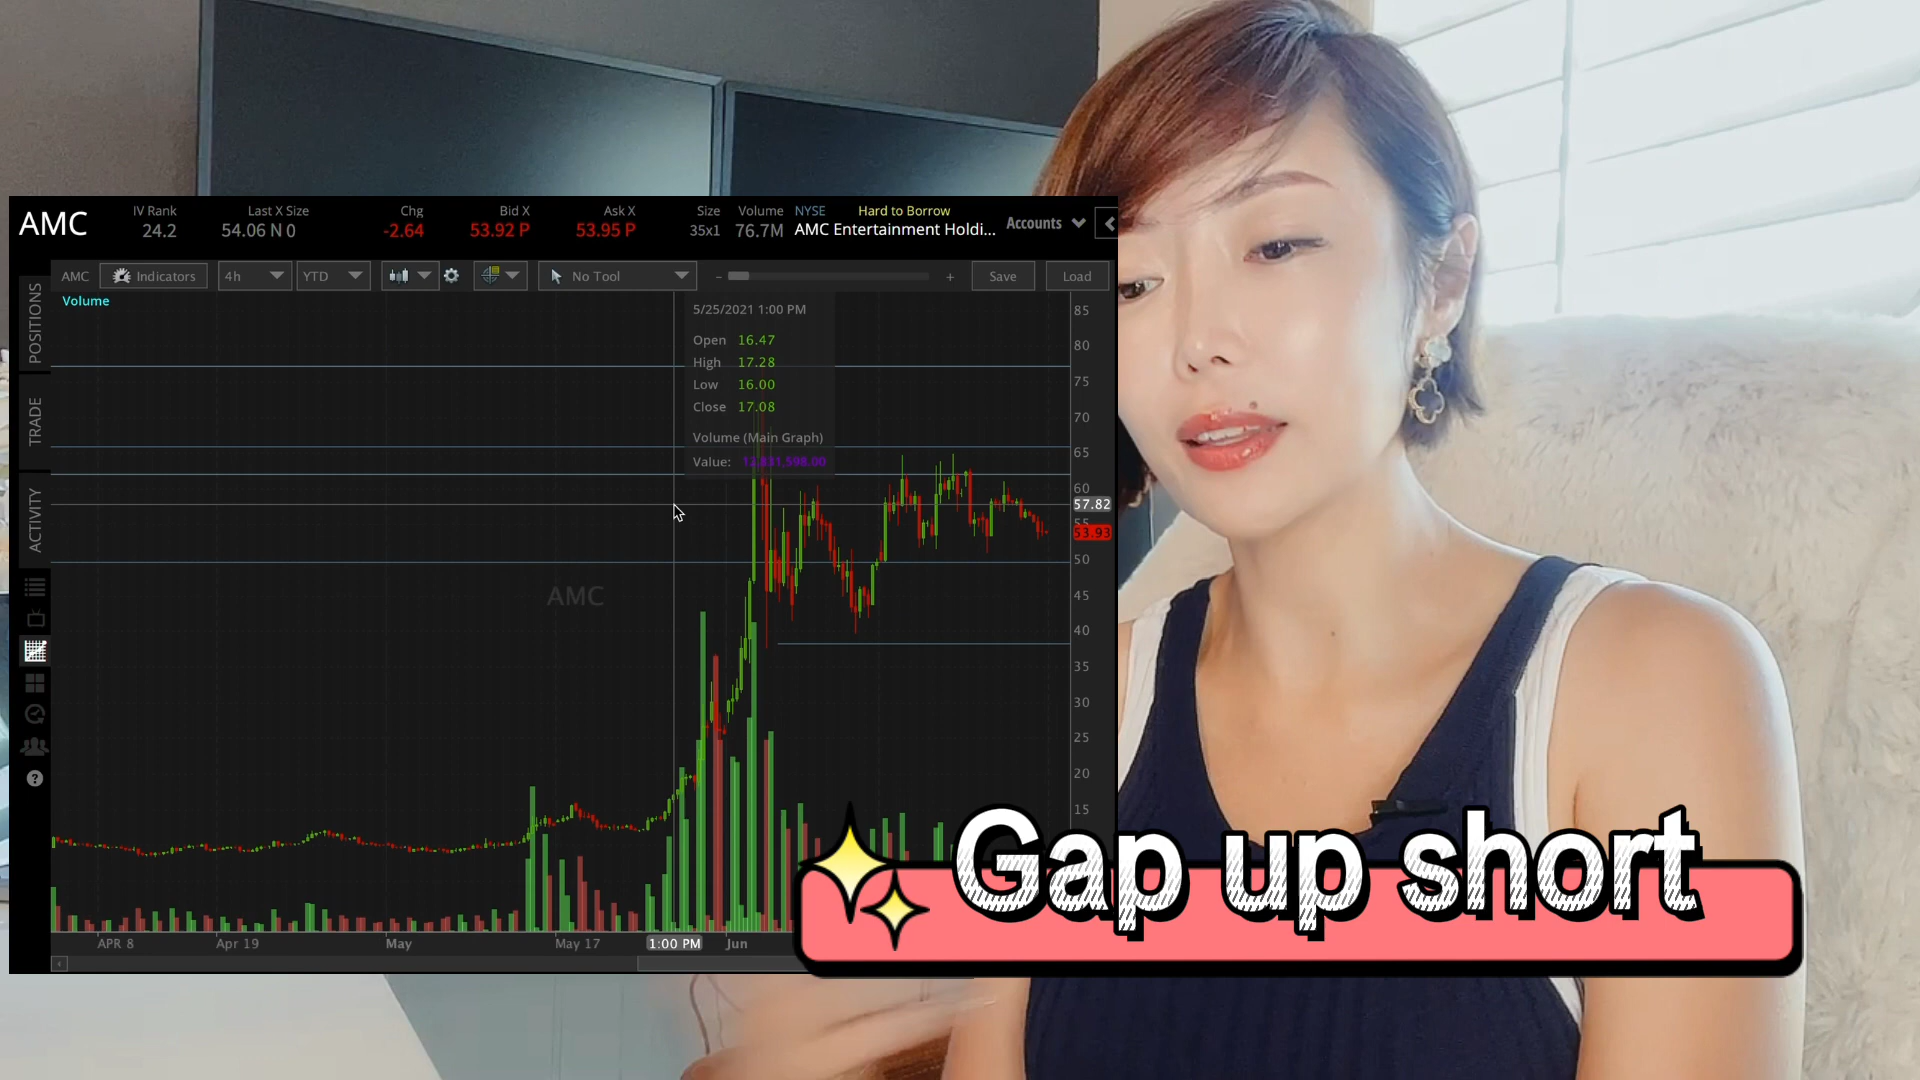 AMC
IV Rank
24.2
Last X Size
54.06 N 0
Chg
-2.64
Bid X
53.92 P
Ask X
53.95 P
Size
35x1
Volume
76.7M
NYSE
Hard to Borrow
AMC Entertainment Holdi...
Accounts
AMC
Indicators
4h
YTD
No Tool
-
+
Save
Load
Volume
POSITIONS
TRADE
ACTIVITY
5/25/2021 1:00 PM
Open 16.47
High 17.28
Low 16.00
Close 17.08
Volume (Main Graph)
Value:
AMC
85
80
75
70
65
60
57.82
53.93
50
45
40
35
30
25
20
15
APR 8
Apr 19
May
May 17
1:00 PM
Jun
Gap up short